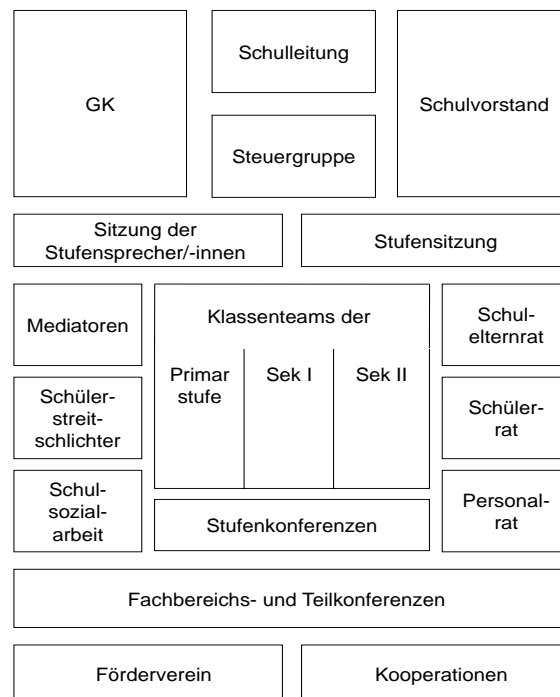 GK
Schulleitung
Schulvorstand
Steuergruppe
Sitzung der
Stufensprecher/-innen
Stufensitzung
Mediatoren
Klassenteams der
Schul-
elternrat
Primar
stufe
Sek I
Sek II
Schüler-
streit-
schlichter
Schüler-
rat
Schul-
sozial-
arbeit
Stufenkonferenzen
Personal-
rat
Fachbereichs- und Teilkonferenzen
Förderverein
Kooperationen